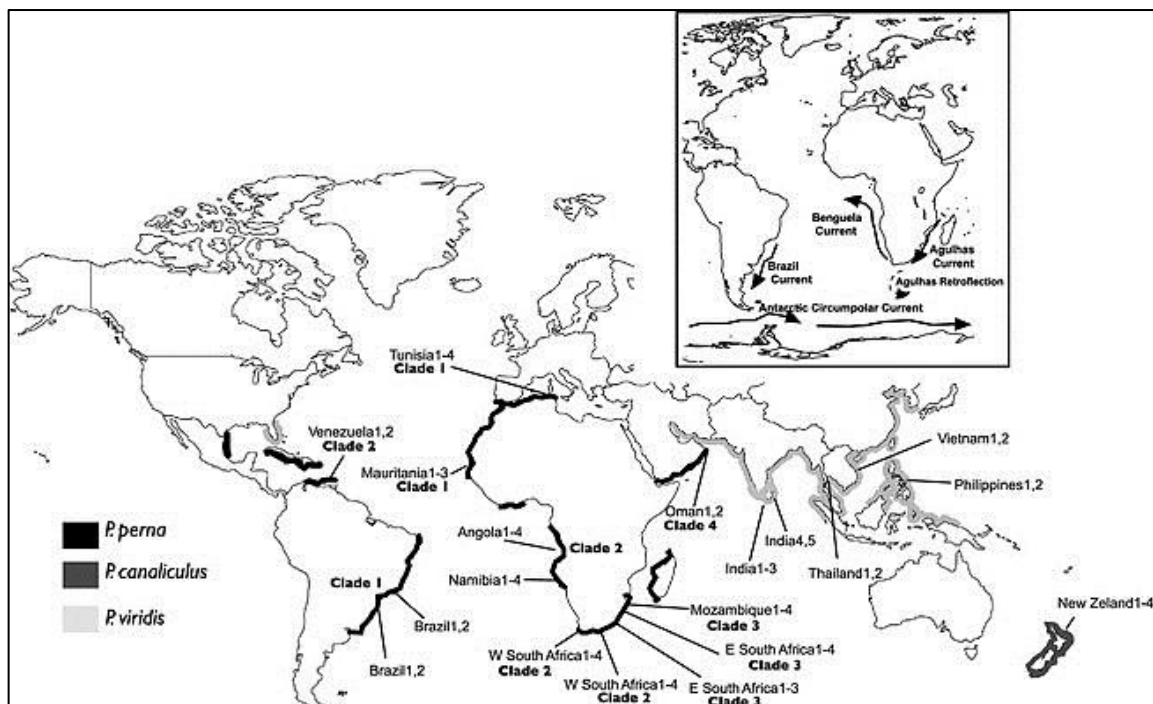 Benguela
Current
Agulhas
Current
Brazil
Current
Agulhas Retroflection
Antarctic Circumpolar Current
Tunisia1-4
Clade 1
Venezuela1,2
Clade 2
Mauritania1-3
Clade 1
Vietnam1,2
Philippines1,2
Oman1,2
Clade 4
India4,5
India1-3
Thailand1,2
Angola1-4
Clade 2
Namibia1-4
Clade 1
Brazil1,2
Brazil1,2
Mozambique1-4
Clade 3
E South Africa1-4
Clade 3
W South Africa1-4
Clade 2
W South Africa1-4
Clade 2
E South Africa1-3
Clade 3
New Zeland1-4
P. perna
P. canaliculus
P. viridis